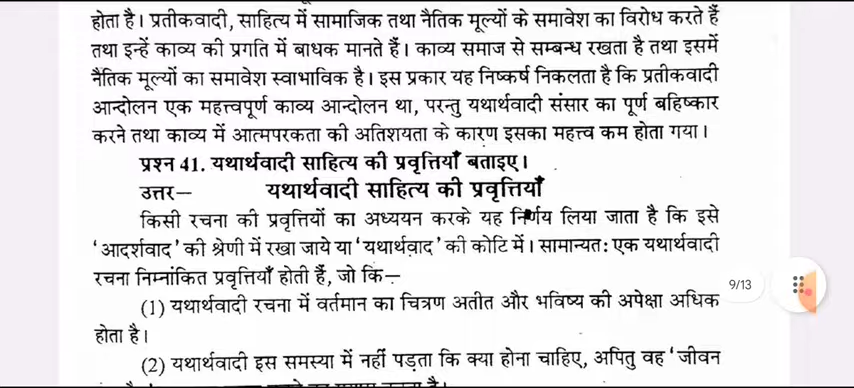 होता है। प्रतीकवादी, साहित्य में सामाजिक तथा नैतिक मूल्यों के समावेश का विरोध करते हैं
तथा इन्हें काव्य की प्रगति में बाधक मानते हैं। काव्य समाज से सम्बन्ध रखता है तथा इसमें
नैतिक मूल्यों का समावेश स्वाभाविक है। इस प्रकार यह निष्कर्ष निकलता है कि प्रतीकवादी
आन्दोलन एक महत्त्वपूर्ण काव्य आन्दोलन था, परन्तु यथार्थवादी संसार का पूर्ण बहिष्कार
करने तथा काव्य में आत्मपरकता की अतिशयता के कारण इसका महत्त्व कम होता गया।
प्रश्न 41. यथार्थवादी साहित्य की प्रवृत्तियाँ बताइए।
उत्तर— यथार्थवादी साहित्य की प्रवृत्तियाँ
किसी रचना की प्रवृत्तियों का अध्ययन करके यह निर्णय लिया जाता है कि इसे
‘आदर्शवाद’ की श्रेणी में रखा जाये या ‘यथार्थवाद’ की कोटि में। सामान्यत: एक यथार्थवादी
रचना निम्नांकित प्रवृत्तियाँ होती हैं, जो कि—
9/13
(1) यथार्थवादी रचना में वर्तमान का चित्रण अतीत और भविष्य की अपेक्षा अधिक
होता है।
(2) यथार्थवादी इस समस्या में नहीं पड़ता कि क्या होना चाहिए, अपितु वह ‘जीवन